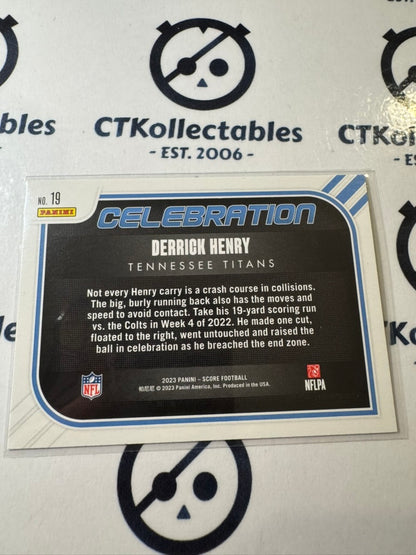 bles
CTKollectables
- EST. 2006 -
CTKo
- E
NO. 19
PANINI
CELEBRATION
DERRICK HENRY
TENNESSEE TITANS
Not every Henry carry is a crash course in collisions.
The big, burly running back also has the moves and
speed to avoid contact. Take his 19-yard scoring run
vs. the Colts in Week 4 of 2022. He made one cut,
floated to the right, went untouched and raised the
ball in celebration as he breached the end zone.
2023 PANINI – SCORE FOOTBALL
帕尼尼 © 2023 Panini America, Inc. Produced in the USA.
NFL
NFLPA